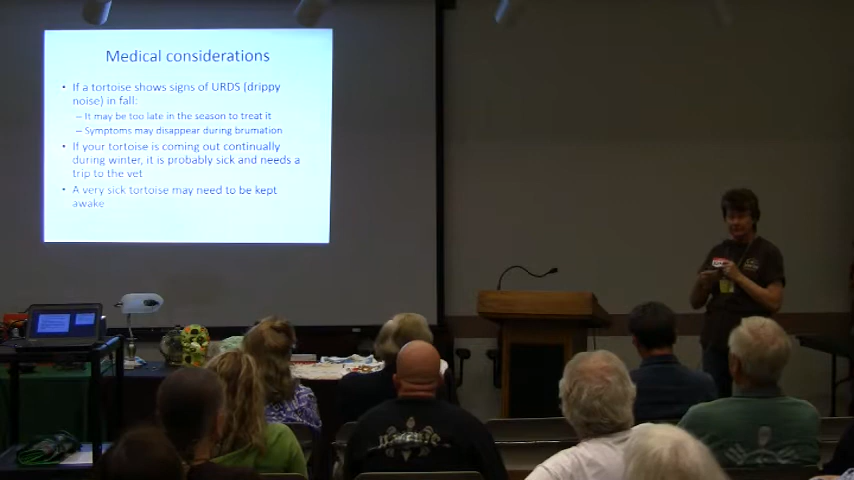 Medical considerations
• If a tortoise shows signs of URDS (drippy
noise) in fall:
– It may be too late in the season to treat it
– Symptoms may disappear during brumation
• If your tortoise is coming out continually
during winter, it is probably sick and needs a
trip to the vet
• A very sick tortoise may need to be kept
awake